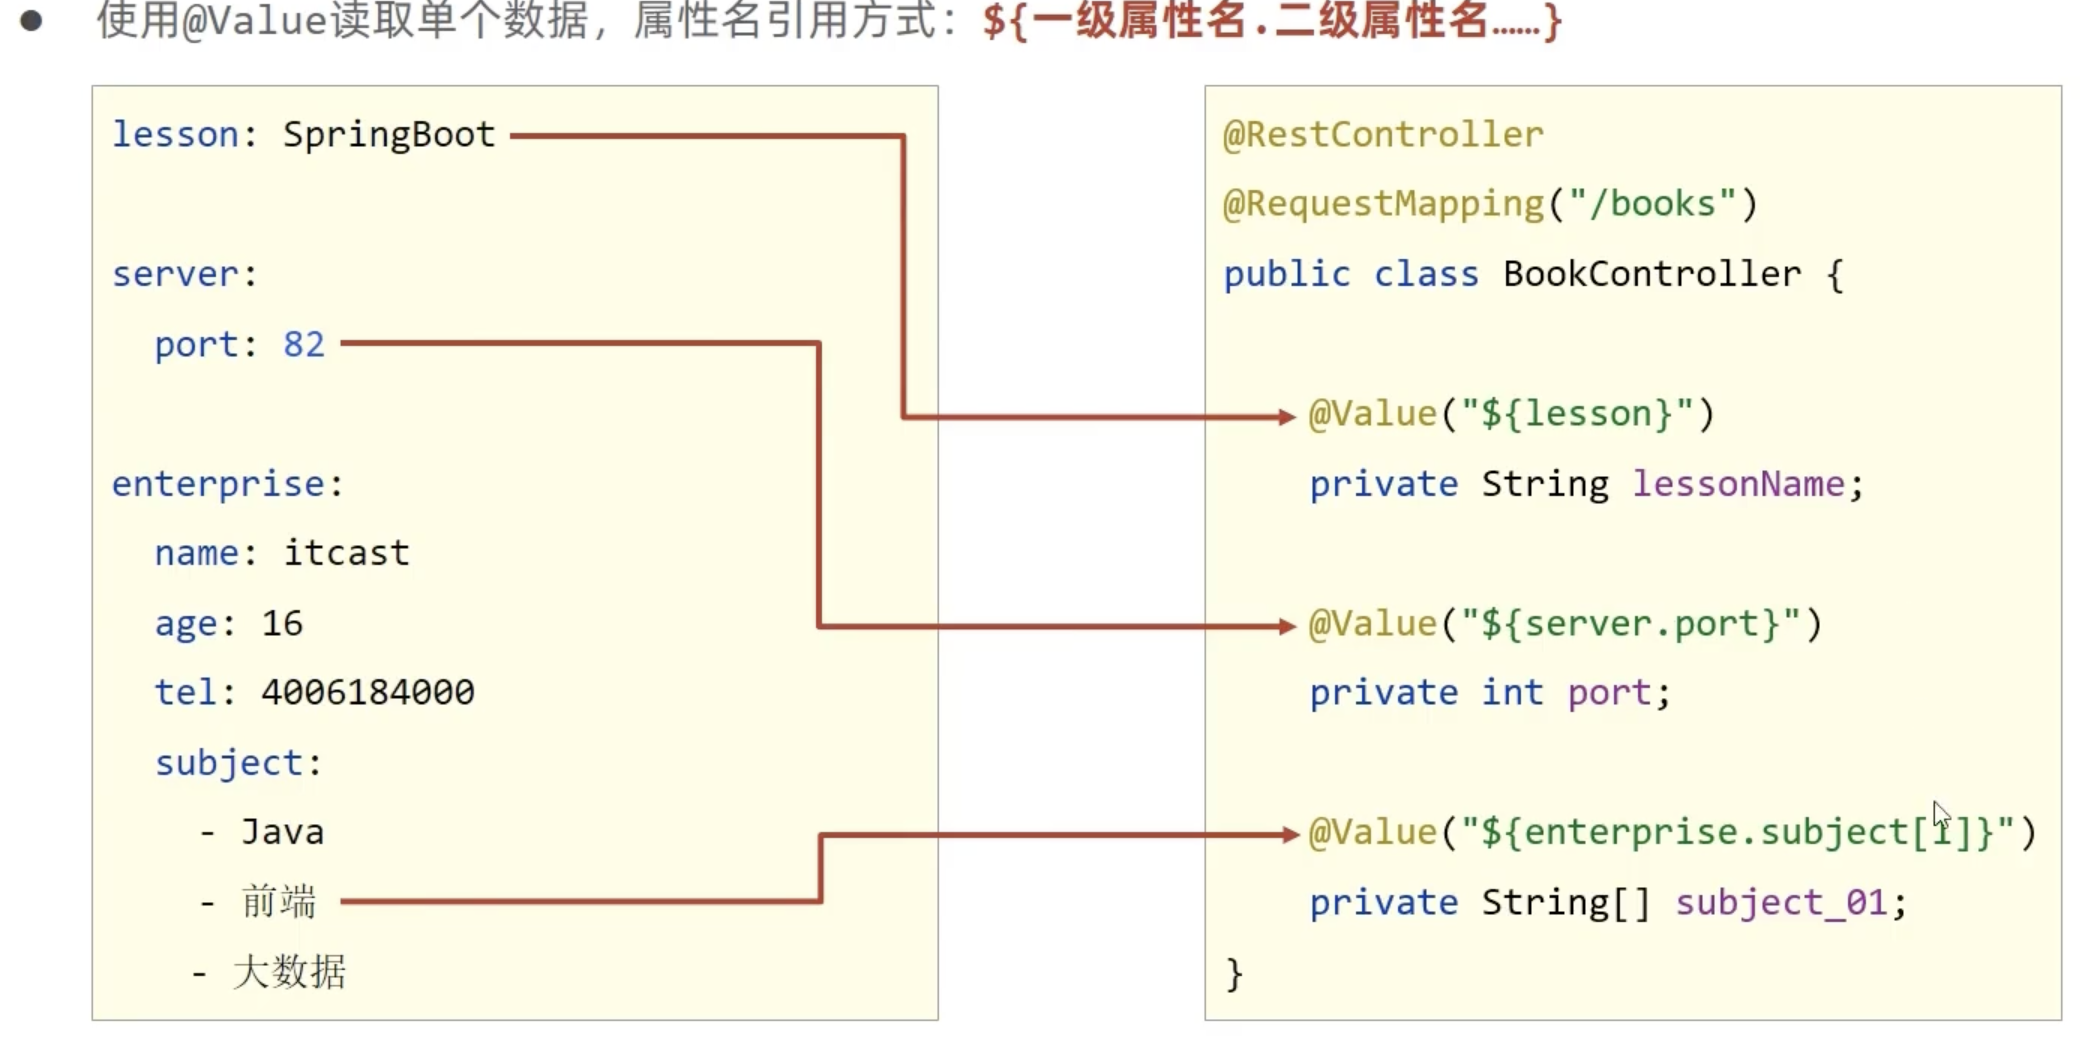 ● 使用@Value读取单个数据，属性名引用方式：${一级属性名.二级属性名……}
lesson: SpringBoot
server:
  port: 82
enterprise:
  name: itcast
  age: 16
  tel: 4006184000
  subject:
    - Java
    - 前端
    - 大数据
@RestController
@RequestMapping("/books")
public class BookController {
    @Value("${lesson}")
    private String lessonName;
    @Value("${server.port}")
    private int port;
    @Value("${enterprise.subject[1]}")
    private String[] subject_01;
}